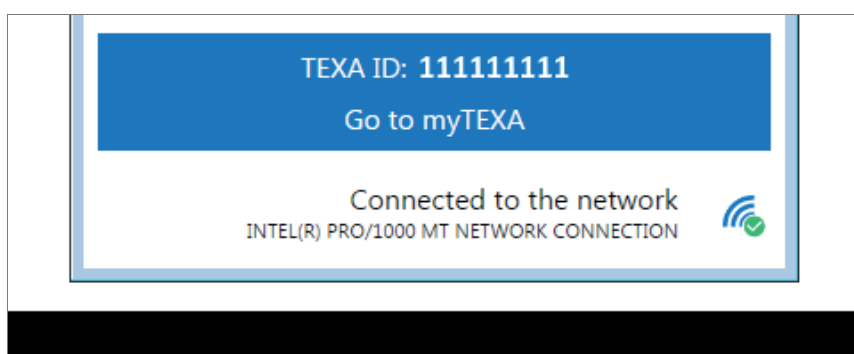 TEXA ID: 111111111
Go to myTEXA
Connected to the network
INTEL(R) PRO/1000 MT NETWORK CONNECTION